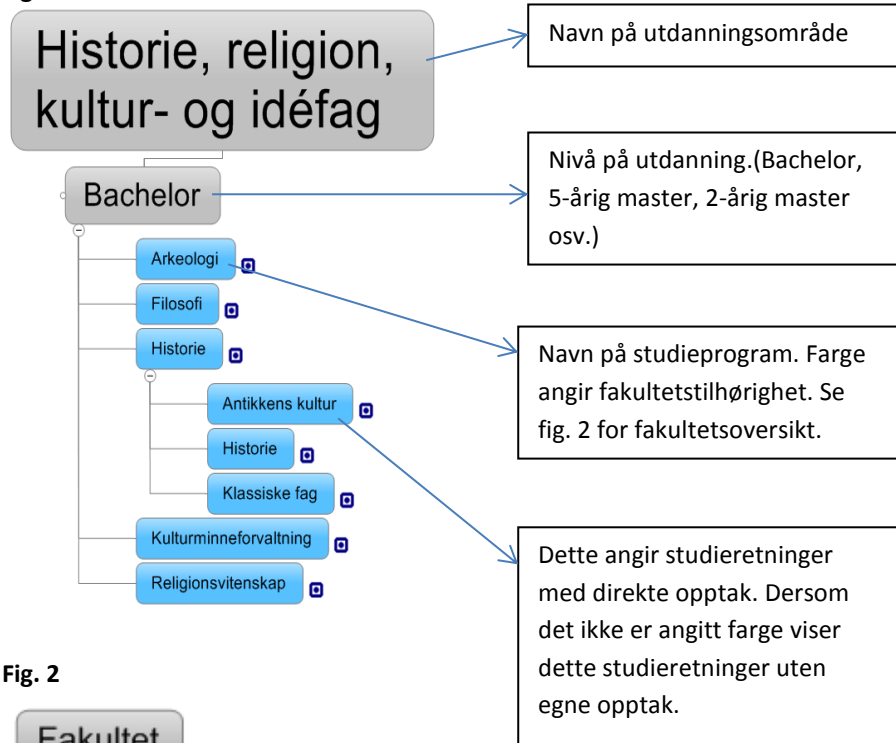 Historie, religion,
kultur- og idéfag
Navn på utdanningsområde
Bachelor
Nivå på utdanning.(Bachelor,
5-årig master, 2-årig master
osv.)
Arkeologi
Filosofi
Historie
Antikkens kultur
Historie
Klassiske fag
Kulturminneforvaltning
Religionsvitenskap
Navn på studieprogram. Farge
angir fakultetstilhørighet. Se
fig. 2 for fakultetsoversikt.
Dette angir studieretninger
med direkte opptak. Dersom
det ikke er angitt farge viser
dette studieretninger uten
egne opptak.
Fig. 2
Fakultet